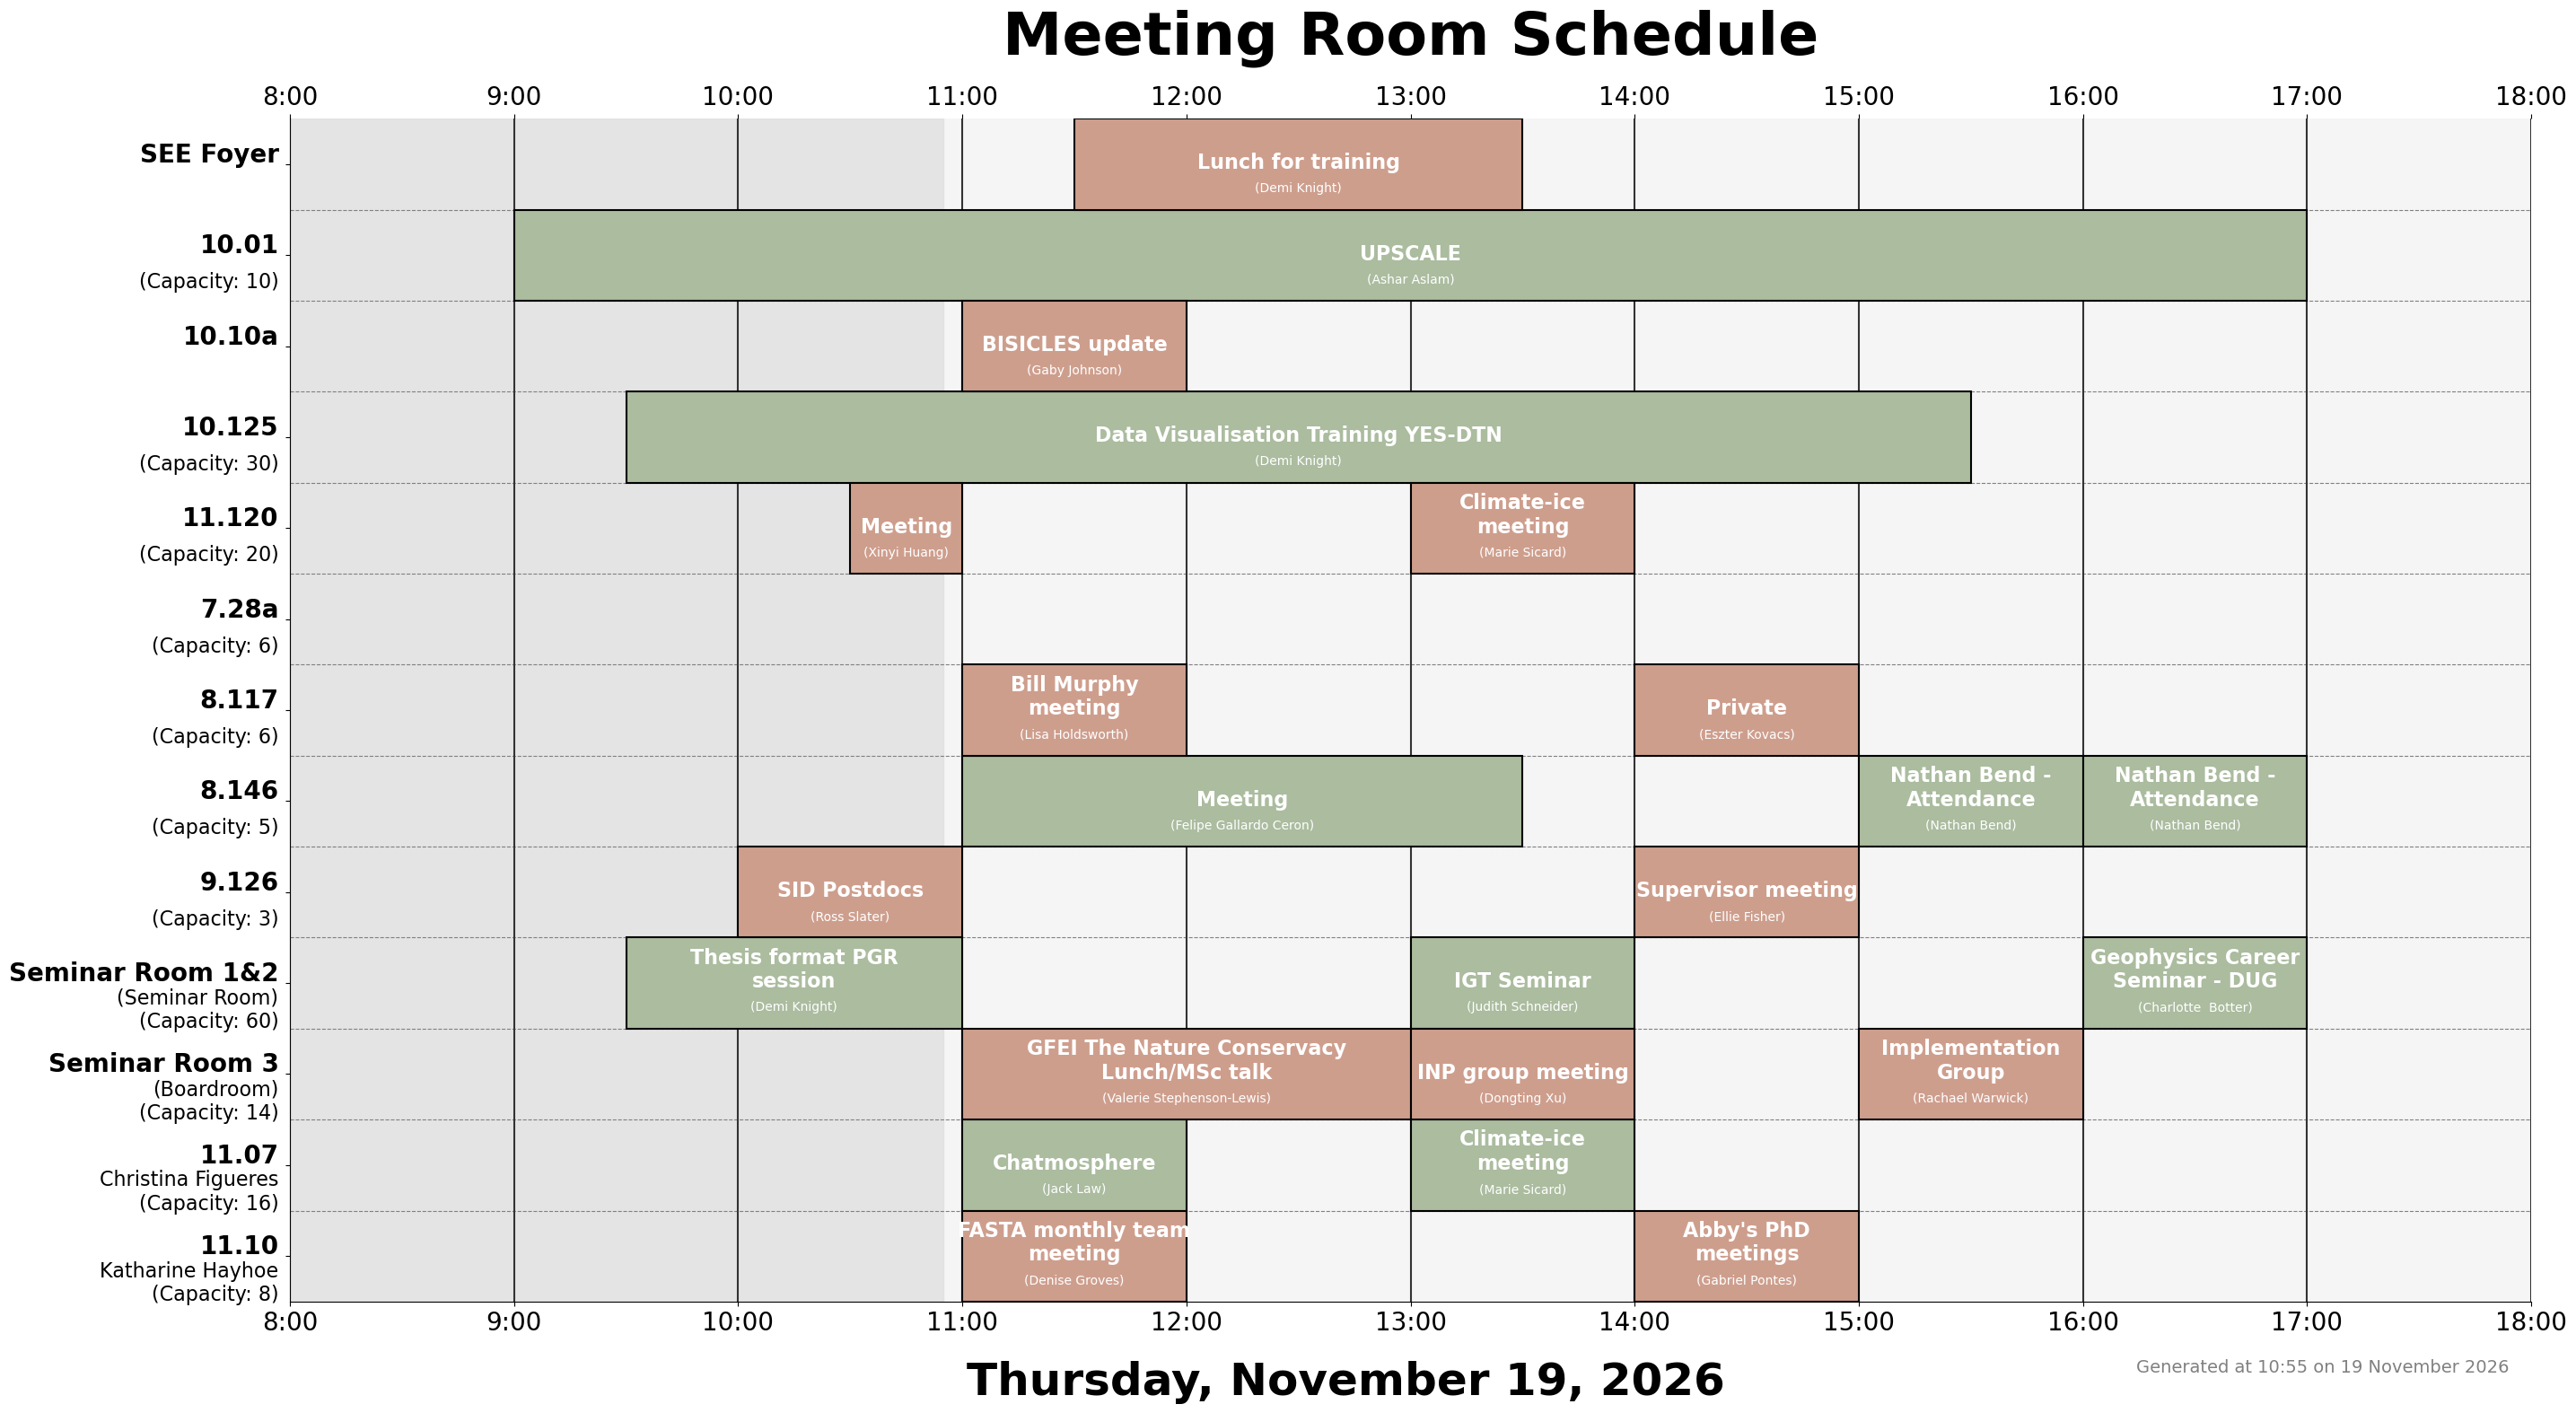 Meeting Room Schedule
8:00 9:00 10:00 11:00 12:00 13:00 14:00 15:00 16:00 17:00 18:00
SEE Foyer
Lunch for training
(Demi Knight)
10.01
(Capacity: 10)
UPSCALE
(Ashar Aslam)
10.10a
BISICLES update
(Gaby Johnson)
10.125
(Capacity: 30)
Data Visualisation Training YES-DTN
(Demi Knight)
11.120
(Capacity: 20)
Meeting
(Xinyi Huang)
Climate-ice
meeting
(Marie Sicard)
7.28a
(Capacity: 6)
8.117
(Capacity: 6)
Bill Murphy
meeting
(Lisa Holdsworth)
Private
(Eszter Kovacs)
8.146
(Capacity: 5)
Meeting
(Felipe Gallardo Ceron)
Nathan Bend -
Attendance
(Nathan Bend)
Nathan Bend -
Attendance
(Nathan Bend)
9.126
(Capacity: 3)
SID Postdocs
(Ross Slater)
Supervisor meeting
(Ellie Fisher)
Seminar Room 1&2
(Seminar Room)
(Capacity: 60)
Thesis format PGR
session
(Demi Knight)
IGT Seminar
(Judith Schneider)
Geophysics Career
Seminar - DUG
(Charlotte  Botter)
Seminar Room 3
(Boardroom)
(Capacity: 14)
GFEI The Nature Conservacy
Lunch/MSc talk
(Valerie Stephenson-Lewis)
INP group meeting
(Dongting Xu)
Implementation
Group
(Rachael Warwick)
11.07
Christina Figueres
(Capacity: 16)
Chatmosphere
(Jack Law)
Climate-ice
meeting
(Marie Sicard)
11.10
Katharine Hayhoe
(Capacity: 8)
FASTA monthly team
meeting
(Denise Groves)
Abby's PhD
meetings
(Gabriel Pontes)
8:00 9:00 10:00 11:00 12:00 13:00 14:00 15:00 16:00 17:00 18:00
Thursday, November 19, 2026
Generated at 10:55 on 19 November 2026